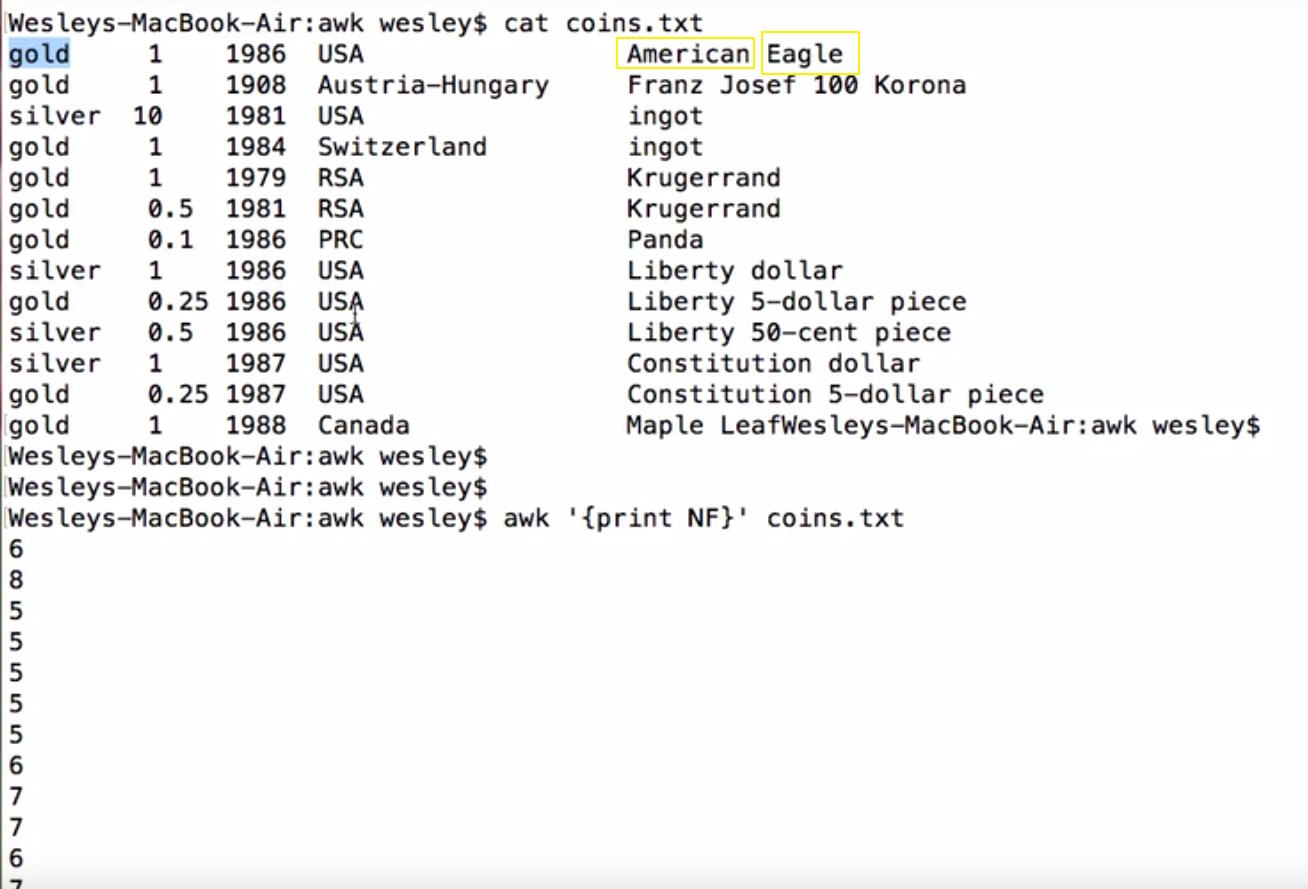 Wesleys-MacBook-Air:awk wesley$ cat coins.txt
gold     1    1986  USA                 American Eagle
gold     1    1908  Austria-Hungary     Franz Josef 100 Korona
silver  10    1981  USA                 ingot
gold     1    1984  Switzerland         ingot
gold     1    1979  RSA                 Krugerrand
gold     0.5  1981  RSA                 Krugerrand
gold     0.1  1986  PRC                 Panda
silver   1    1986  USA                 Liberty dollar
gold     0.25 1986  USA                 Liberty 5-dollar piece
silver   0.5  1986  USA                 Liberty 50-cent piece
silver   1    1987  USA                 Constitution dollar
gold     0.25 1987  USA                 Constitution 5-dollar piece
gold     1    1988  Canada              Maple LeafWesleys-MacBook-Air:awk wesley$
Wesleys-MacBook-Air:awk wesley$
Wesleys-MacBook-Air:awk wesley$
Wesleys-MacBook-Air:awk wesley$ awk '{print NF}' coins.txt
6
8
5
5
5
5
5
6
7
7
6
7